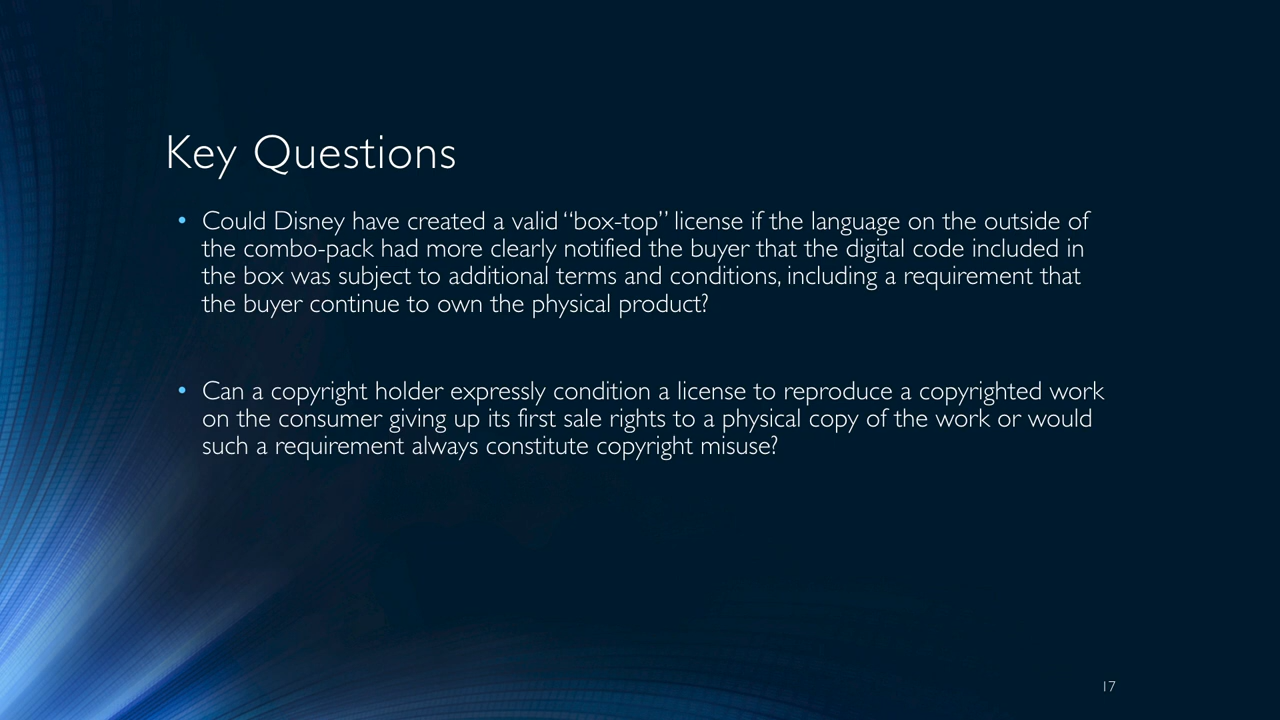 Key Questions
• Could Disney have created a valid “box-top” license if the language on the outside of
the combo-pack had more clearly notified the buyer that the digital code included in
the box was subject to additional terms and conditions, including a requirement that
the buyer continue to own the physical product?
• Can a copyright holder expressly condition a license to reproduce a copyrighted work
on the consumer giving up its first sale rights to a physical copy of the work or would
such a requirement always constitute copyright misuse?
17